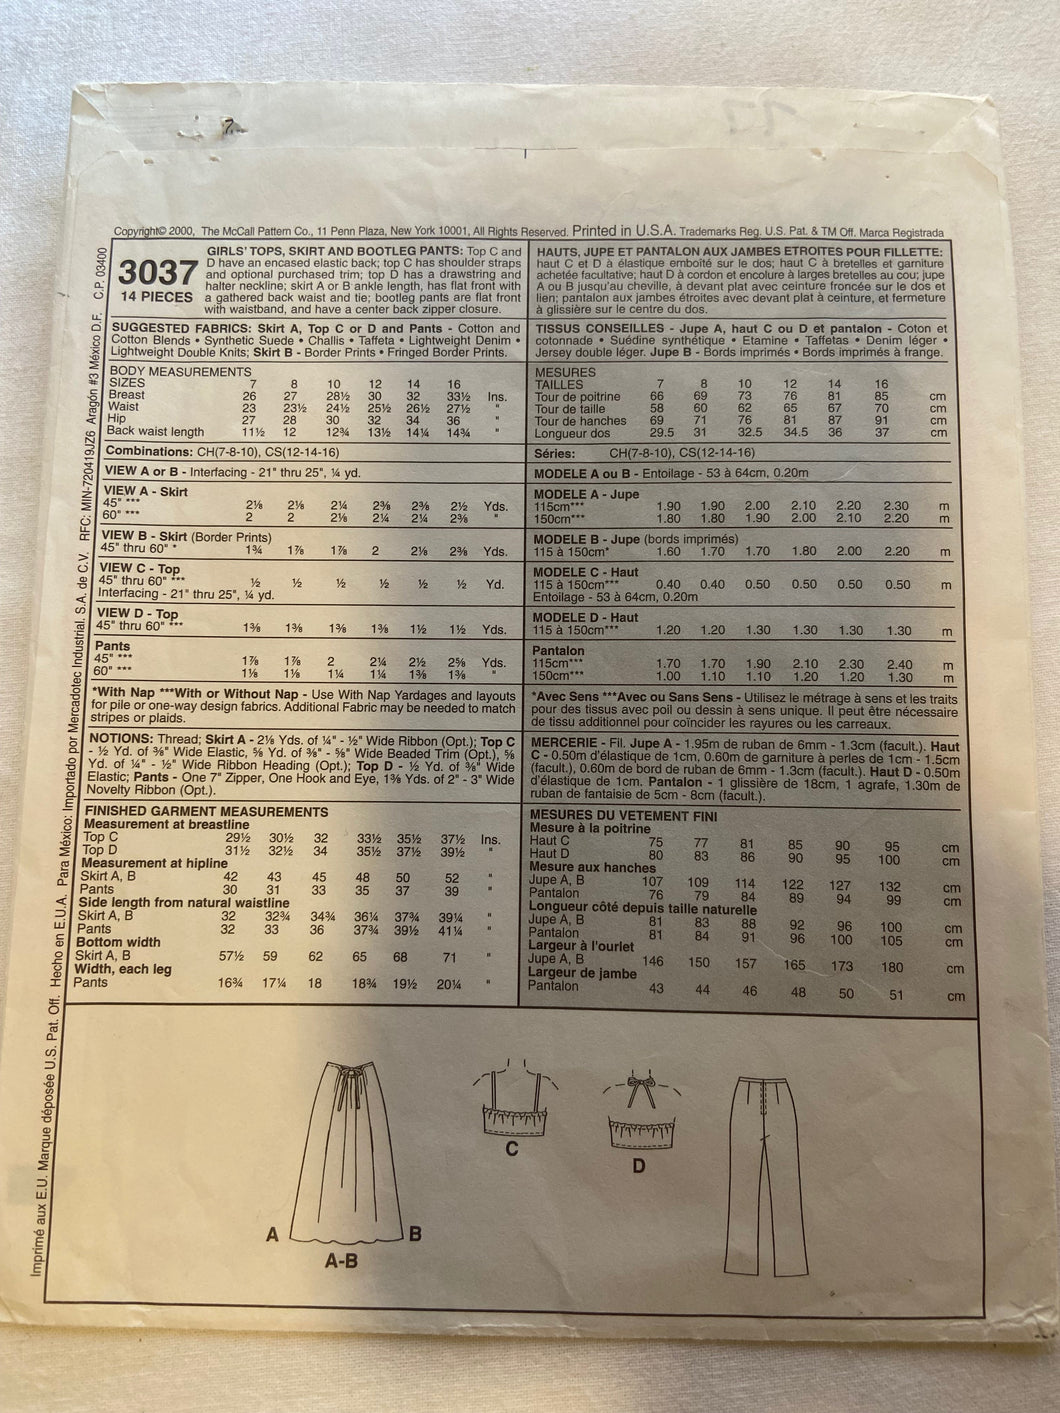 Copyright© 2000, The McCall Pattern Co., 11 Penn Plaza, New York 10001, All Rights Reserved. Printed in U.S.A. Trademarks Reg. U.S. Pat. & TM Off. Marca Registrada
3037
14 PIECES
GIRLS' TOPS, SKIRT AND BOOTLEG PANTS: Top C and
D have an encased elastic back; top C has shoulder straps
and optional purchased trim; top D has a drawstring and
halter neckline; skirt A or B ankle length, has flat front with
a gathered back waist and tie; bootleg pants are flat front
with waistband, and have a center back zipper closure.
SUGGESTED FABRICS: Skirt A, Top C or D and Pants - Cotton and
Cotton Blends • Synthetic Suede • Challis • Taffeta • Lightweight Denim •
Lightweight Double Knits; Skirt B - Border Prints • Fringed Border Prints.
BODY MEASUREMENTS
SIZES 7 8 10 12 14 16
Breast 26 27 28½ 30 32 33½ Ins.
Waist 23 23½ 24½ 25½ 26½ 27½ "
Hip 27 28 30 32 34 36 "
Back waist length 11½ 12 12¾ 13½ 14¼ 14¾ "
Combinations: CH(7-8-10), CS(12-14-16)
VIEW A or B - Interfacing - 21" thru 25", ¼ yd.
VIEW A - Skirt
45" *** 2⅛ 2⅛ 2¼ 2⅜ 2⅜ 2½ Yds.
60" *** 2 2 2⅛ 2¼ 2¼ 2⅜ "
VIEW B - Skirt (Border Prints)
45" thru 60" * 1¾ 1⅞ 1⅞ 2 2⅛ 2⅜ Yds.
VIEW C - Top
45" thru 60" *** ½ ½ ½ ½ ½ ½ Yd.
Interfacing - 21" thru 25", ¼ yd.
VIEW D - Top
45" thru 60" *** 1⅜ 1⅜ 1⅜ 1⅜ 1½ 1½ Yds.
Pants
45" *** 1⅞ 1⅞ 2 2¼ 2½ 2⅝ Yds.
60" *** 1⅛ 1⅛ 1¼ 1¼ 1⅜ 1⅜ "
*With Nap ***With or Without Nap - Use With Nap Yardages and layouts
for pile or one-way design fabrics. Additional Fabric may be needed to match
stripes or plaids.
NOTIONS: Thread; Skirt A - 2⅛ Yds. of ¼" - ½" Wide Ribbon (Opt.); Top C
- ½ Yd. of ⅜" Wide Elastic, ⅝ Yd. of ⅜" - ⅝" Wide Beaded Trim (Opt.), ⅝
Yd. of ¼" - ½" Wide Ribbon Heading (Opt.); Top D - ½ Yd. of ⅜" Wide
Elastic; Pants - One 7" Zipper, One Hook and Eye, 1⅜ Yds. of 2" - 3" Wide
Novelty Ribbon (Opt.).
FINISHED GARMENT MEASUREMENTS
Measurement at breastline
Top C 29½ 30½ 32 33½ 35½ 37½ Ins.
Top D 31½ 32½ 34 35½ 37½ 39½ "
Measurement at hipline
Skirt A, B 42 43 45 48 50 52 "
Pants 30 31 33 35 37 39 "
Side length from natural waistline
Skirt A, B 32 32¾ 34¾ 36¼ 37¾ 39¼ "
Pants 32 33 36 37¾ 39½ 41¼ "
Bottom width
Skirt A, B 57½ 59 62 65 68 71 "
Width, each leg
Pants 16¾ 17¼ 18 18¾ 19½ 20¼ "
HAUTS, JUPE ET PANTALON AUX JAMBES ETROITES POUR FILLETTE:
haut C et D à élastique emboîté sur le dos; haut C à bretelles et garniture
achetée facultative; haut D à cordon et encolure à larges bretelles au cou; jupe
A ou B jusqu'au cheville, à devant plat avec ceinture froncée sur le dos et
lien; pantalon aux jambes étroites avec devant plat à ceinture, et fermeture
à glissière sur le centre du dos.
TISSUS CONSEILLES - Jupe A, haut C ou D et pantalon - Coton et
cotonnade • Suédine synthétique • Etamine • Taffetas • Denim léger •
Jersey double léger. Jupe B - Bords imprimés • Bords imprimés à frange.
MESURES
TAILLES 7 8 10 12 14 16
Tour de poitrine 66 69 73 76 81 85 cm
Tour de taille 58 60 62 65 67 70 cm
Tour de hanches 69 71 76 81 87 91 cm
Longueur dos 29.5 31 32.5 34.5 36 37 cm
Séries: CH(7-8-10), CS(12-14-16)
MODELE A ou B - Entoilage - 53 à 64cm, 0.20m
MODELE A - Jupe
115cm*** 1.90 1.90 2.00 2.10 2.20 2.30 m
150cm*** 1.80 1.80 1.90 2.00 2.10 2.20 m
MODELE B - Jupe (bords imprimés)
115 à 150cm* 1.60 1.70 1.70 1.80 2.00 2.20 m
MODELE C - Haut
115 à 150cm*** 0.40 0.40 0.50 0.50 0.50 0.50 m
Entoilage - 53 à 64cm, 0.20m
MODELE D - Haut
115 à 150cm*** 1.20 1.20 1.30 1.30 1.30 1.30 m
Pantalon
115cm*** 1.70 1.70 1.90 2.10 2.30 2.40 m
150cm*** 1.00 1.10 1.10 1.20 1.20 1.30 m
*Avec Sens ***Avec ou Sans Sens - Utilisez le métrage à sens et les traits
pour des tissus avec poil ou dessin à sens unique. Il peut être nécessaire
de tissu additionnel pour coïncider les rayures ou les carreaux.
MERCERIE - Fil. Jupe A - 1.95m de ruban de 6mm - 1.3cm (facult.). Haut
C - 0.50m d'élastique de 1cm, 0.60m de garniture à perles de 1cm - 1.5cm
(facult.), 0.60m de bord de ruban de 6mm - 1.3cm (facult.). Haut D - 0.50m
d'élastique de 1cm. Pantalon - 1 glissière de 18cm, 1 agrafe, 1.30m de
ruban de fantaisie de 5cm - 8cm (facult.).
MESURES DU VETEMENT FINI
Mesure à la poitrine
Haut C 75 77 81 85 90 95 cm
Haut D 80 83 86 90 95 100 cm
Mesure aux hanches
Jupe A, B 107 109 114 122 127 132 cm
Pantalon 76 79 84 89 94 99 cm
Longueur côté depuis taille naturelle
Jupe A, B 81 83 88 92 96 100 cm
Pantalon 81 84 91 96 100 105 cm
Largeur à l'ourlet
Jupe A, B 146 150 157 165 173 180 cm
Largeur de jambe
Pantalon 43 44 46 48 50 51 cm
A
B
A-B
C
D
Imprimé aux E.U. Marque déposée U.S. Pat. Off. Hecho en E.U.A. Para México: Importado por Mercadotec Industrial, S.A. de C.V. RFC: MIN-720419JZ6 Aragón #3 México D.F. C.P. 03400